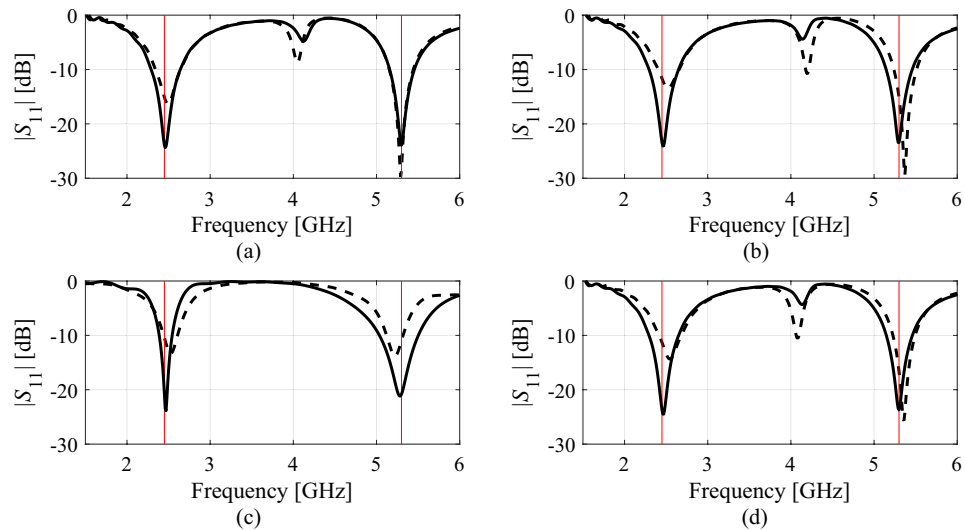 0
-10
-20
-30
|S₁₁| [dB]
2 3 4 5 6
Frequency [GHz]
(a)
0
-10
-20
-30
|S₁₁| [dB]
2 3 4 5 6
Frequency [GHz]
(b)
0
-10
-20
-30
|S₁₁| [dB]
2 3 4 5 6
Frequency [GHz]
(c)
0
-10
-20
-30
|S₁₁| [dB]
2 3 4 5 6
Frequency [GHz]
(d)